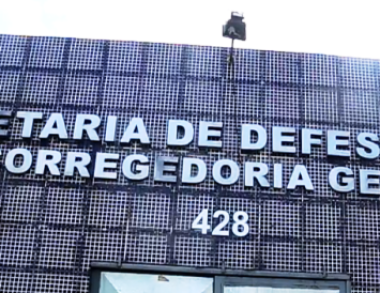 ETARIA DE DEFES
ORREGEDORIA GE
428